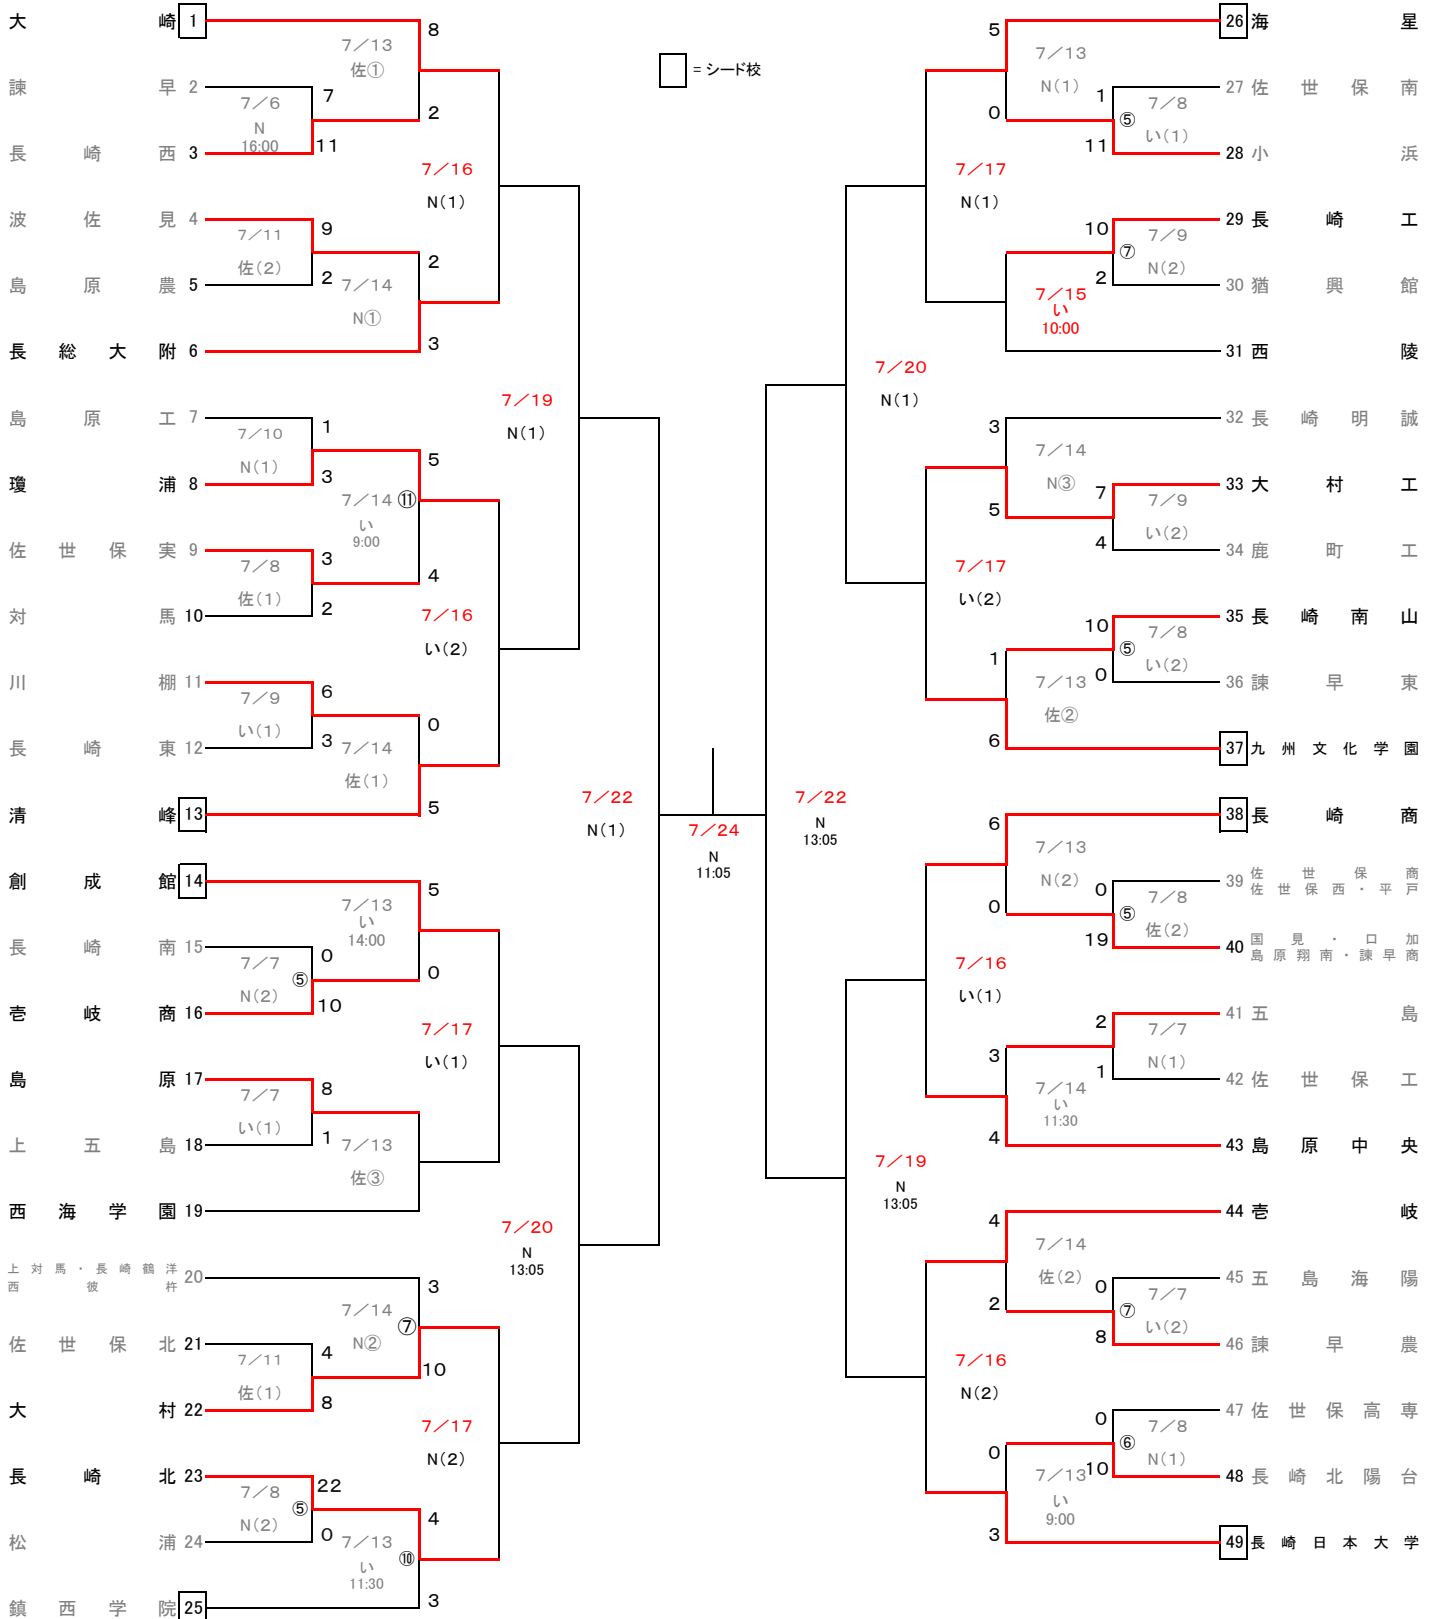 大崎 1
8
7／13
佐①
諫早 2
7
2
7／6
N
16:00
長崎西 3
11
7／16
N(1)
波佐見 4
9
7／11
佐(2)
2
島原農 5
2
7／14
N①
長総大附 6
3
7／19
N(1)
島原工 7
1
7／10
N(1)
5
瓊浦 8
3
7／14
⑪
い
9:00
佐世保実 9
3
7／8
佐(1)
4
対馬 10
2
7／16
い(2)
川棚 11
6
7／9
い(1)
0
長崎東 12
3
7／14
佐(1)
清峰 13
5
7／22
N(1)
創成館 14
5
7／13
い
14:00
長崎南 15
0
7／7
⑤
N(2)
0
壱岐商 16
10
7／17
い(1)
島原 17
8
7／7
い(1)
上五島 18
1
7／13
佐③
西海学園 19
7／20
N
13:05
上対馬・長崎鶴洋
西彼杵
20
3
7／14
⑦
N②
佐世保北 21
4
7／11
佐(1)
10
大村 22
8
7／17
N(2)
長崎北 23
22
7／8
⑤
N(2)
4
松浦 24
0
7／13
⑩
い
11:30
鎮西学院 25
3
= シード校
7／24
N
11:05
26 海星
5
7／13
N(1)
27 佐世保南
1
7／8
⑤
い(1)
0
28 小浜
11
7／17
N(1)
29 長崎工
10
7／9
⑦
N(2)
30 猶興館
2
7／15
い
10:00
31 西陵
7／20
N(1)
32 長崎明誠
3
7／14
N③
33 大村工
7
7／9
い(2)
5
34 鹿町工
4
7／17
い(2)
35 長崎南山
10
7／8
⑤
い(2)
1
36 諫早東
0
7／13
佐②
37 九州文化学園
6
7／22
N
13:05
38 長崎商
6
7／13
N(2)
39 佐世保商
佐世保西・平戸
0
7／8
⑤
佐(2)
0
40 国見・口加
島原翔南・諫早商
19
7／16
い(1)
41 五島
2
7／7
N(1)
3
42 佐世保工
1
7／14
い
11:30
43 島原中央
4
7／19
N
13:05
44 壱岐
4
7／14
佐(2)
45 五島海陽
0
7／7
⑦
い(2)
2
46 諫早農
8
7／16
N(2)
47 佐世保高専
0
7／8
⑥
N(1)
0
48 長崎北陽台
10
7／13
い
9:00
49 長崎日本大学
3